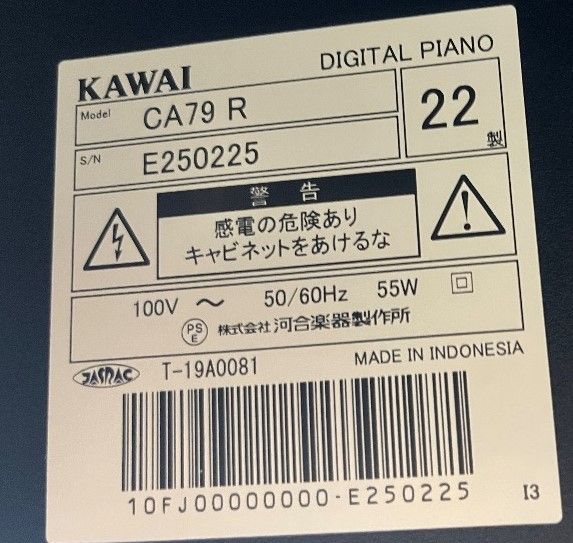 KAWAI DIGITAL PIANO
Model CA79 R
22製
S/N E250225
警告
感電の危険あり
キャビネットをあけるな
100V ～ 50/60Hz 55W
PSE 株式会社 河合楽器製作所
JASRAC T-19A0081 MADE IN INDONESIA
10FJ00000000-E250225 I3